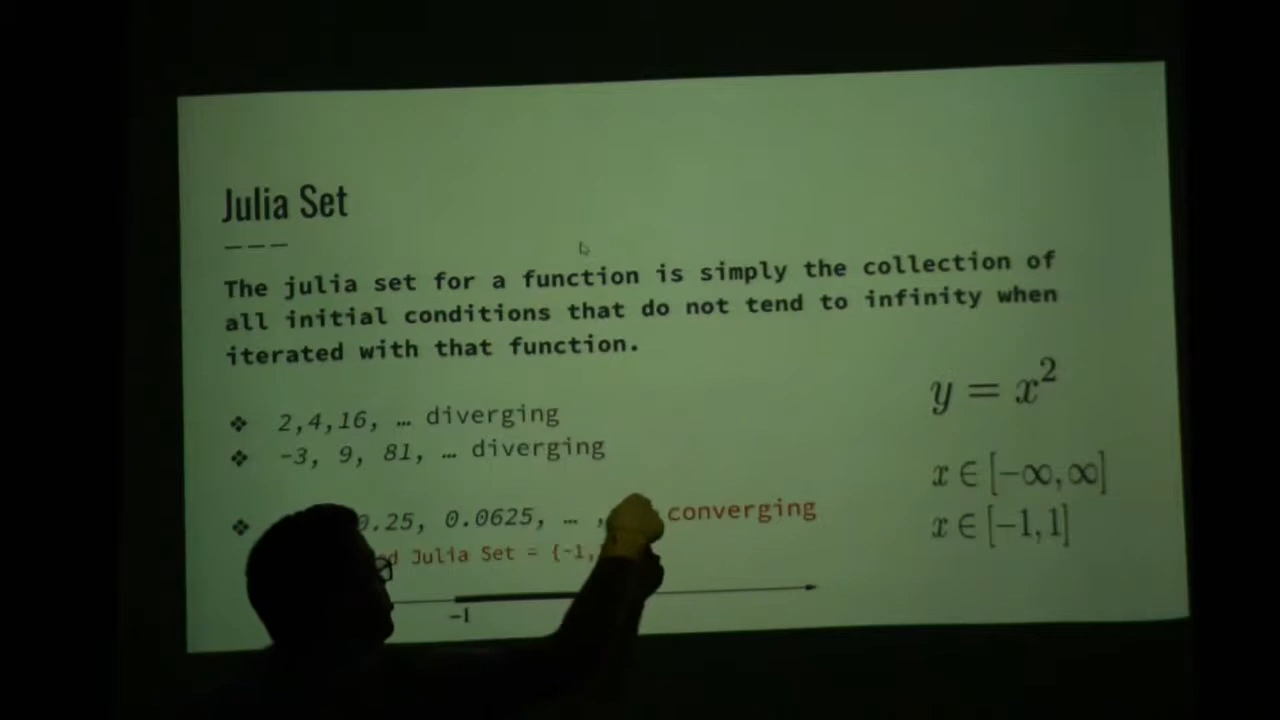 Julia Set
The julia set for a function is simply the collection of
all initial conditions that do not tend to infinity when
iterated with that function.
❖ 2,4,16, … diverging
❖ -3, 9, 81, … diverging
❖ 0.25, 0.0625, … , converging
Julia Set = {-1,
-1
y = x²
x ∈ [-∞,∞]
x ∈ [-1,1]